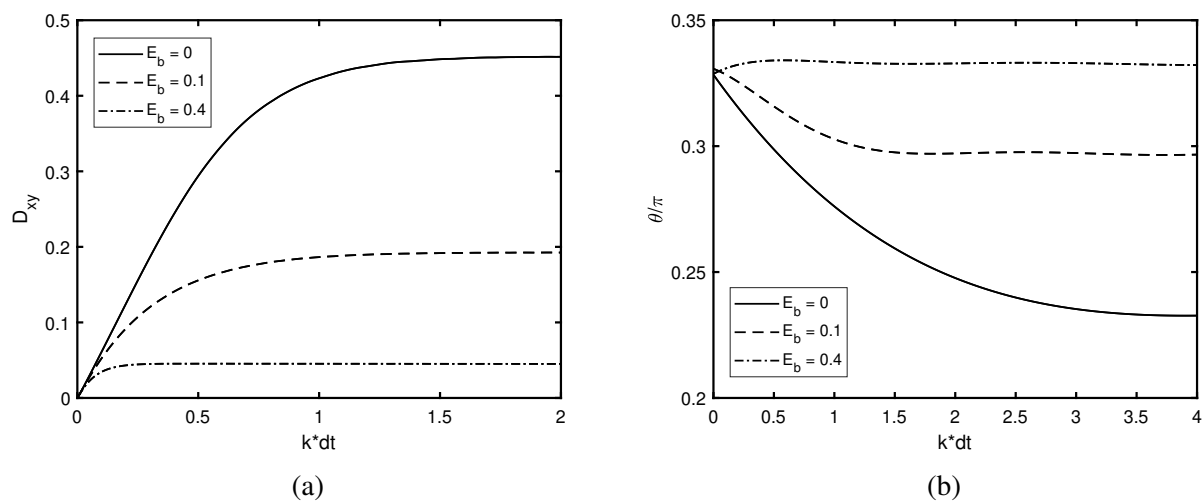 0.5
0.4
0.3
0.2
0.1
0
D_xy
E_b = 0
E_b = 0.1
E_b = 0.4
0 0.5 1 1.5 2
k*dt
(a)
0.35
0.3
0.25
0.2
θ/π
E_b = 0
E_b = 0.1
E_b = 0.4
0 0.5 1 1.5 2 2.5 3 3.5 4
k*dt
(b)